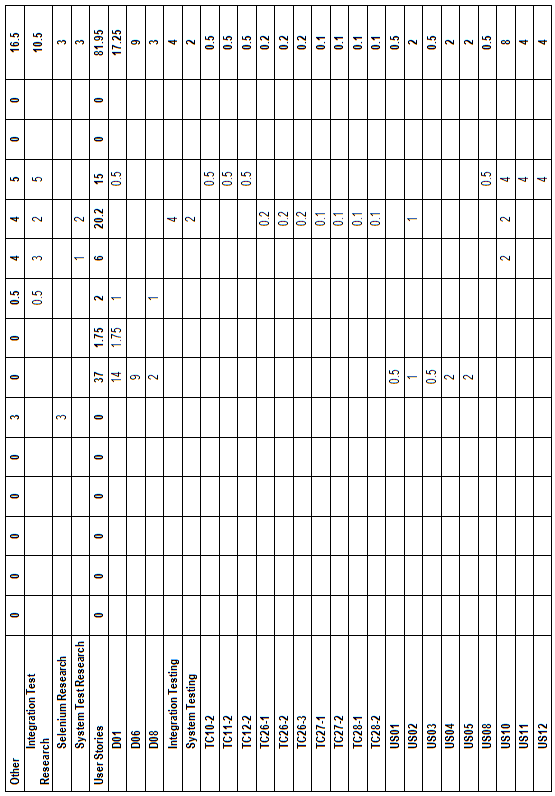 Other 0 0 0 0 0 3 0 0 0.5 4 4 5 0 0 16.5
Integration Test
Research 0.5 3 2 5 10.5
Selenium Research 3 3
System Test Research 1 2 3
User Stories 0 0 0 0 0 0 37 1.75 2 6 20.2 15 0 0 81.95
D01 14 1.75 1 0.5 17.25
D06 9 9
D08 2 1 3
Integration Testing 4 4
System Testing 2 2
TC10-2 0.5 0.5
TC11-2 0.5 0.5
TC12-2 0.5 0.5
TC26-1 0.2 0.2
TC26-2 0.2 0.2
TC26-3 0.2 0.2
TC27-1 0.1 0.1
TC27-2 0.1 0.1
TC28-1 0.1 0.1
TC28-2 0.1 0.1
US01 0.5 0.5
US02 1 1 2
US03 0.5 0.5
US04 2 2
US05 2 2
US08 0.5 0.5
US10 2 2 4 8
US11 4 4
US12 4 4